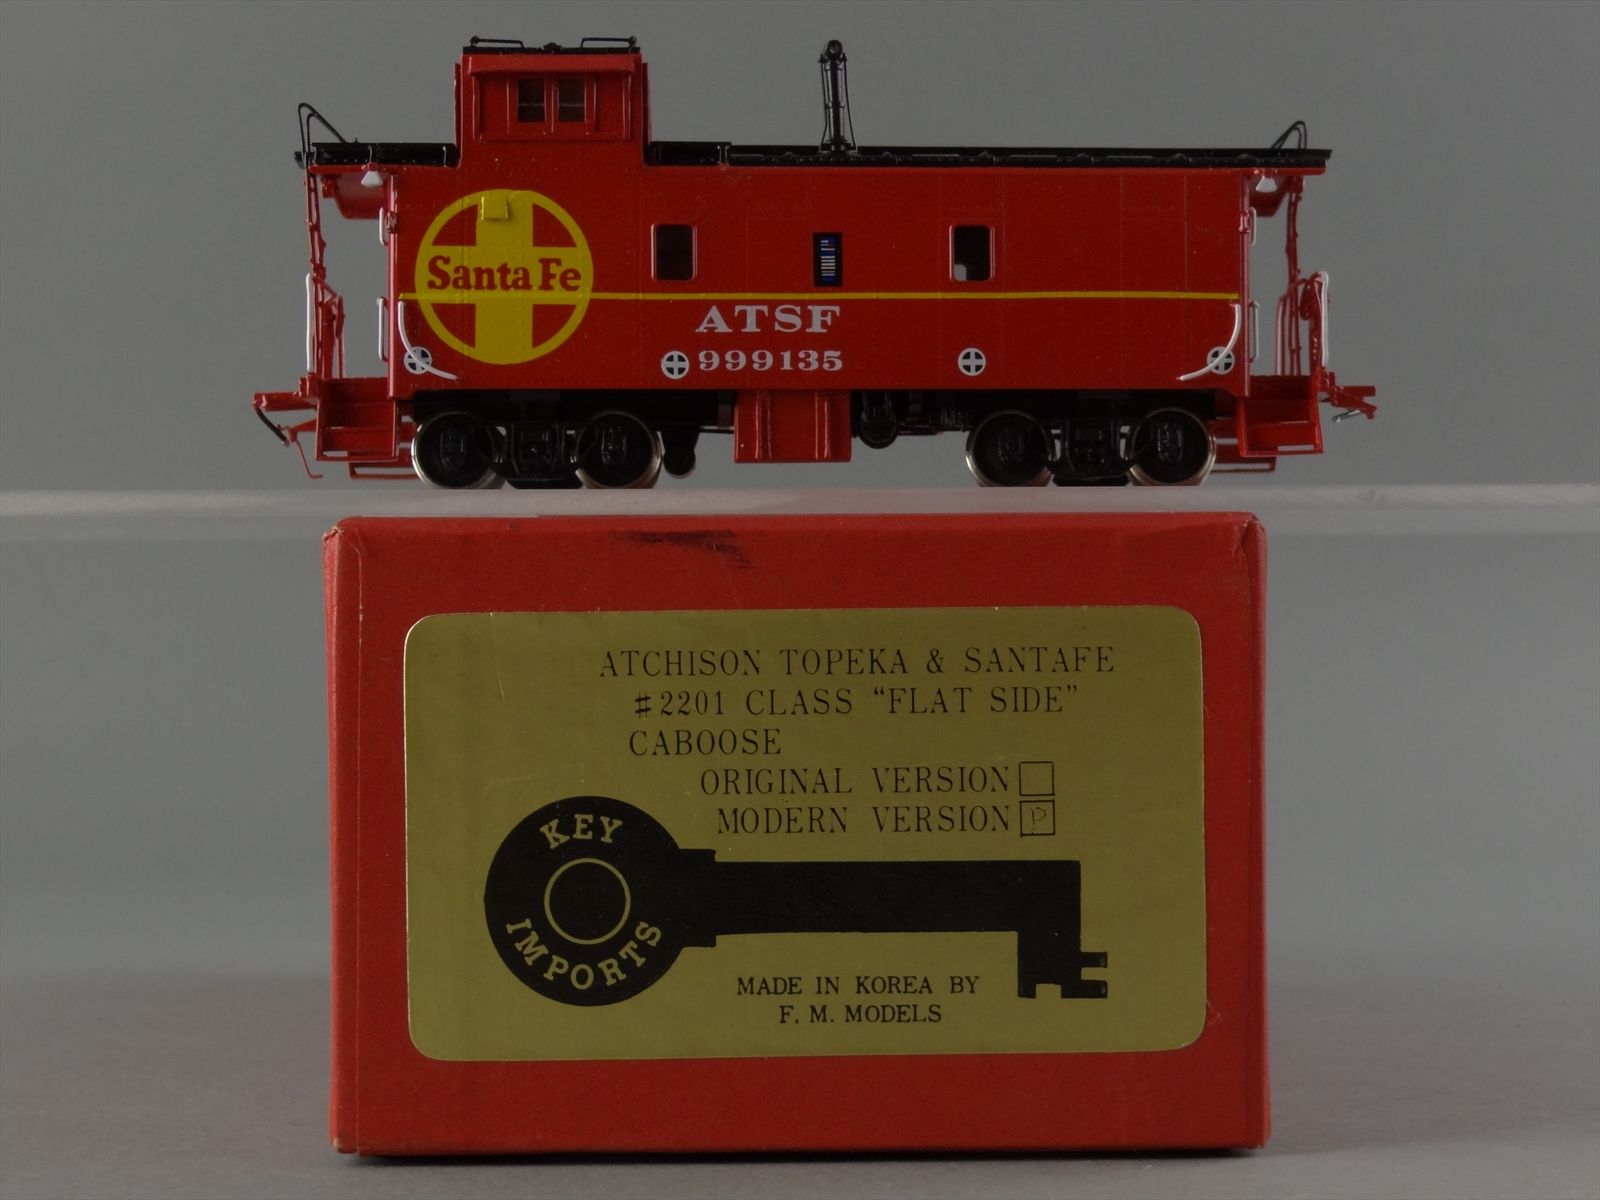 Santa Fe
ATSF
999135
ATCHISON TOPEKA & SANTAFE
#2201 CLASS “FLAT SIDE”
CABOOSE
ORIGINAL VERSION
MODERN VERSION P
KEY
IMPORTS
MADE IN KOREA BY
F. M. MODELS